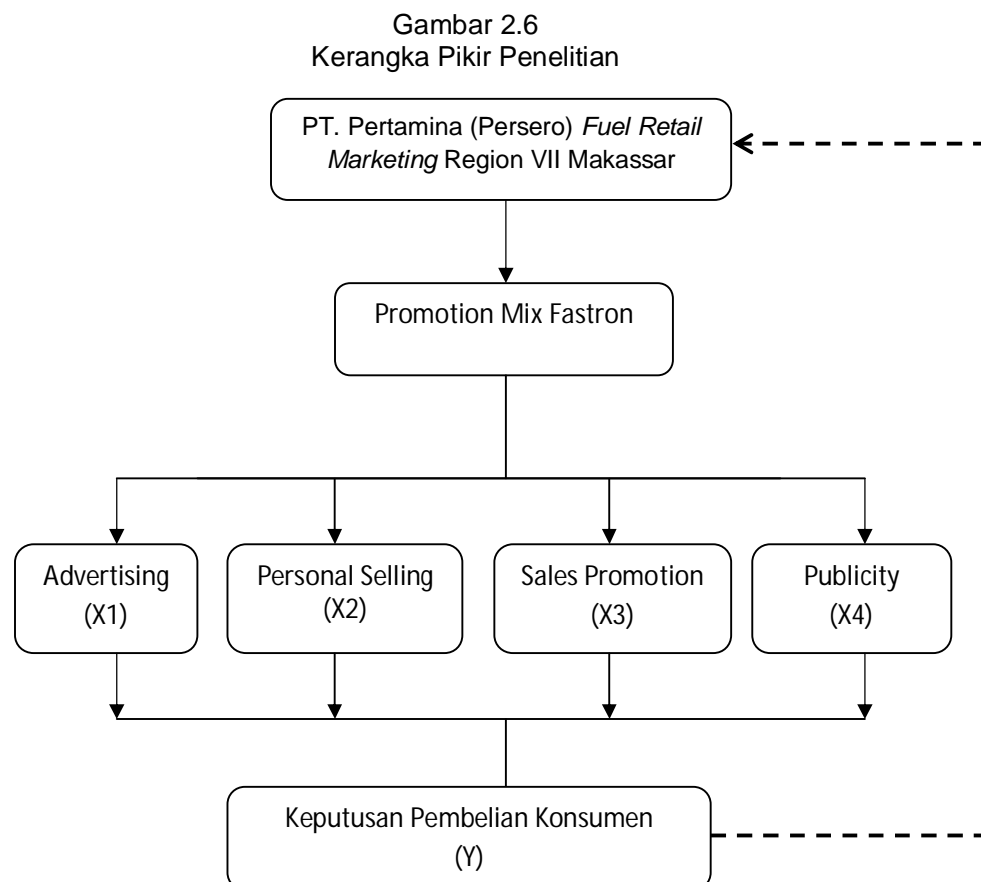 Gambar 2.6
Kerangka Pikir Penelitian
PT. Pertamina (Persero) Fuel Retail
Marketing Region VII Makassar
Promotion Mix Fastron
Advertising
(X1)
Personal Selling
(X2)
Sales Promotion
(X3)
Publicity
(X4)
Keputusan Pembelian Konsumen
(Y)